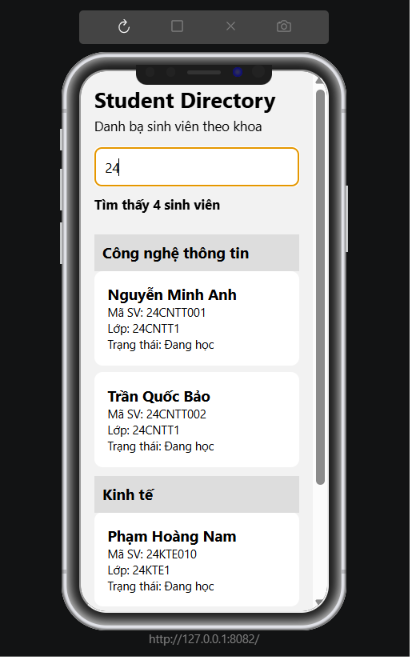 Student Directory
Danh bạ sinh viên theo khoa
24
Tìm thấy 4 sinh viên
Công nghệ thông tin
Nguyễn Minh Anh
Mã SV: 24CNTT001
Lớp: 24CNTT1
Trạng thái: Đang học
Trần Quốc Bảo
Mã SV: 24CNTT002
Lớp: 24CNTT1
Trạng thái: Đang học
Kinh tế
Phạm Hoàng Nam
Mã SV: 24KTE010
Lớp: 24KTE1
Trạng thái: Đang học
http://127.0.0.1:8082/